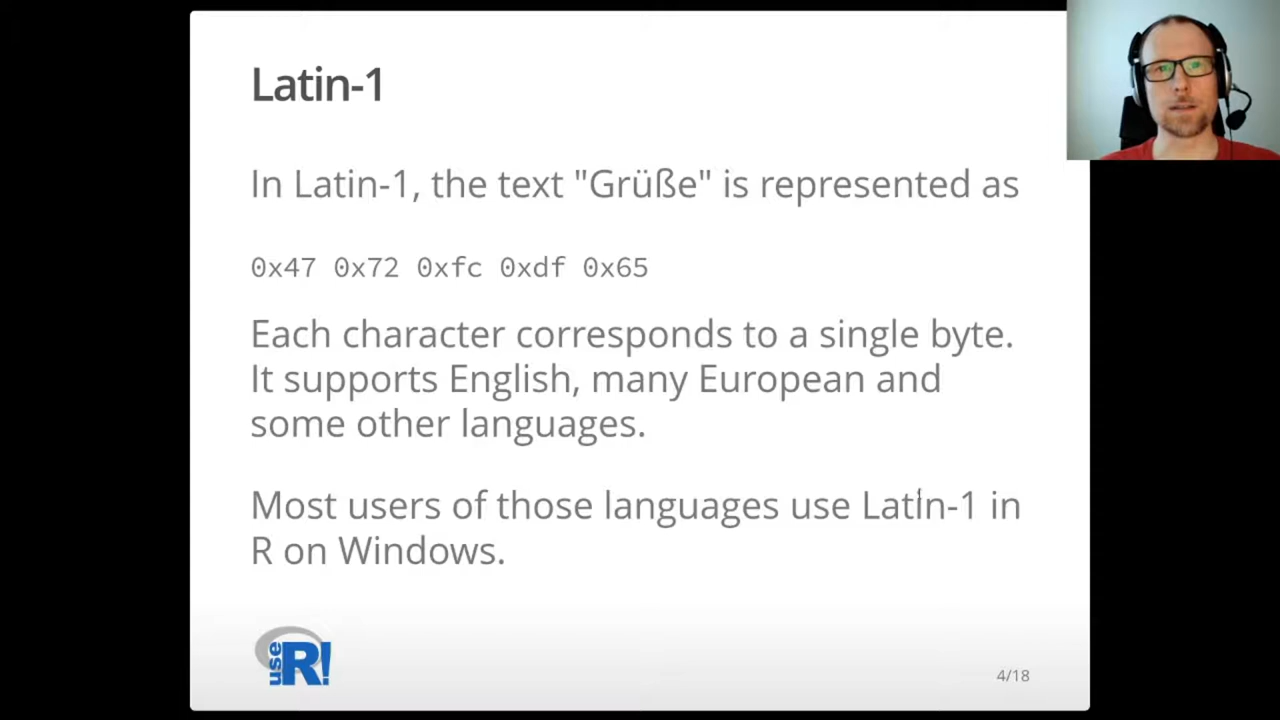 Latin-1
In Latin-1, the text "Grüße" is represented as
0x47 0x72 0xfc 0xdf 0x65
Each character corresponds to a single byte.
It supports English, many European and
some other languages.
Most users of those languages use Latin-1 in
R on Windows.
use R!
4/18